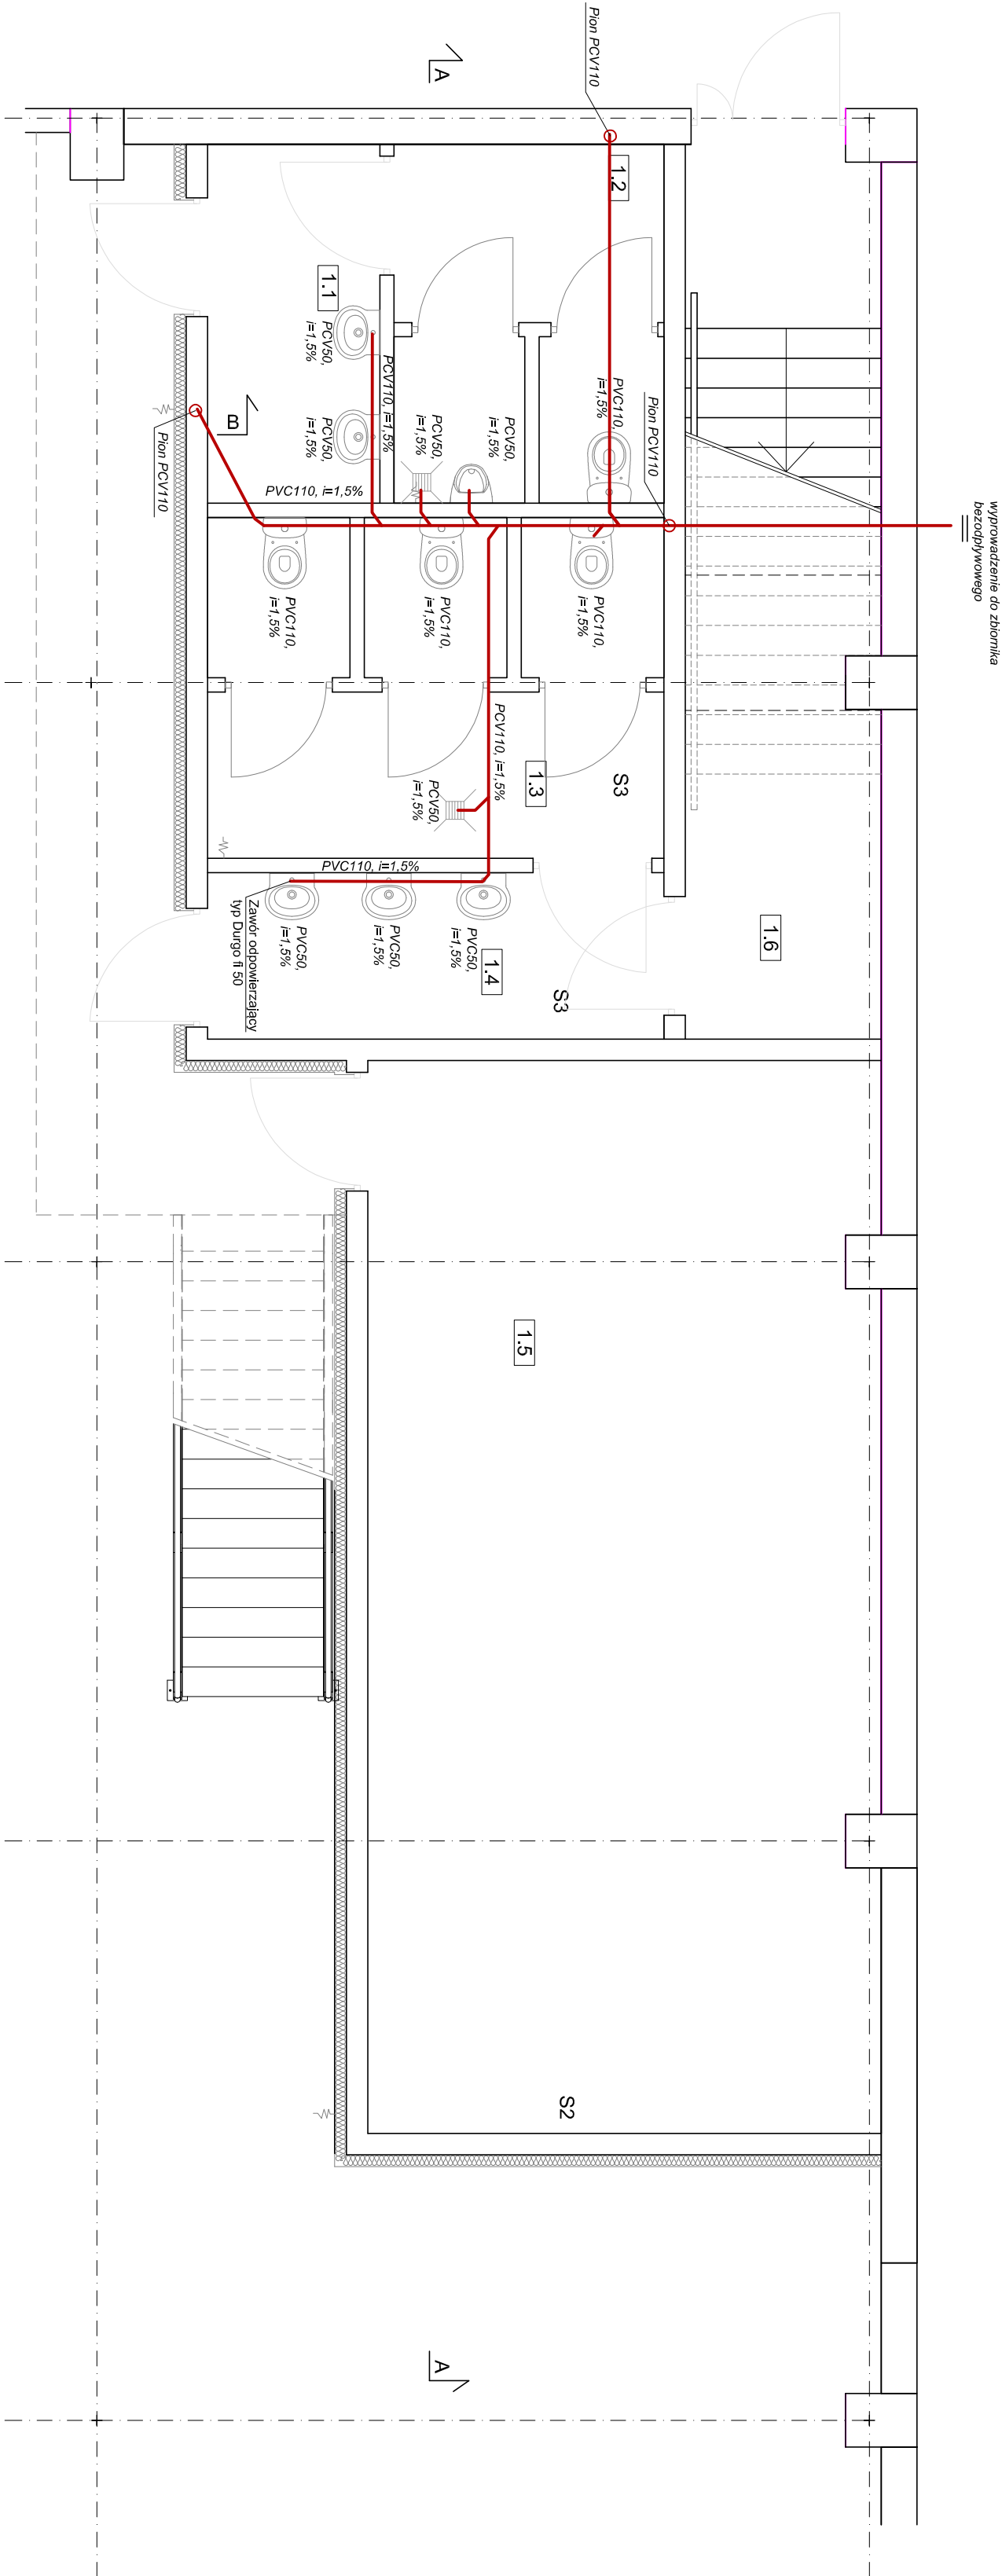 wyprowadzenie do zbiornika
bezodpływowego
Pion PCV110
A
1.2
1.1
PCV50,
i=1,5%
PCV110, i=1,5%
PVC110,
i=1,5%
Pion PCV110
B
PCV50,
i=1,5%
PCV50,
i=1,5%
PCV50,
i=1,5%
Pion PCV110
PVC110, i=1,5%
PVC110,
i=1,5%
PVC110,
i=1,5%
PVC110,
i=1,5%
PCV110, i=1,5%
1.3
S3
PCV50,
i=1,5%
PVC110, i=1,5%
Zawór odpowierzający
typ Durgo fi 50
PVC50,
i=1,5%
PVC50,
i=1,5%
PVC50,
i=1,5%
1.4
S3
1.6
1.5
S2
A